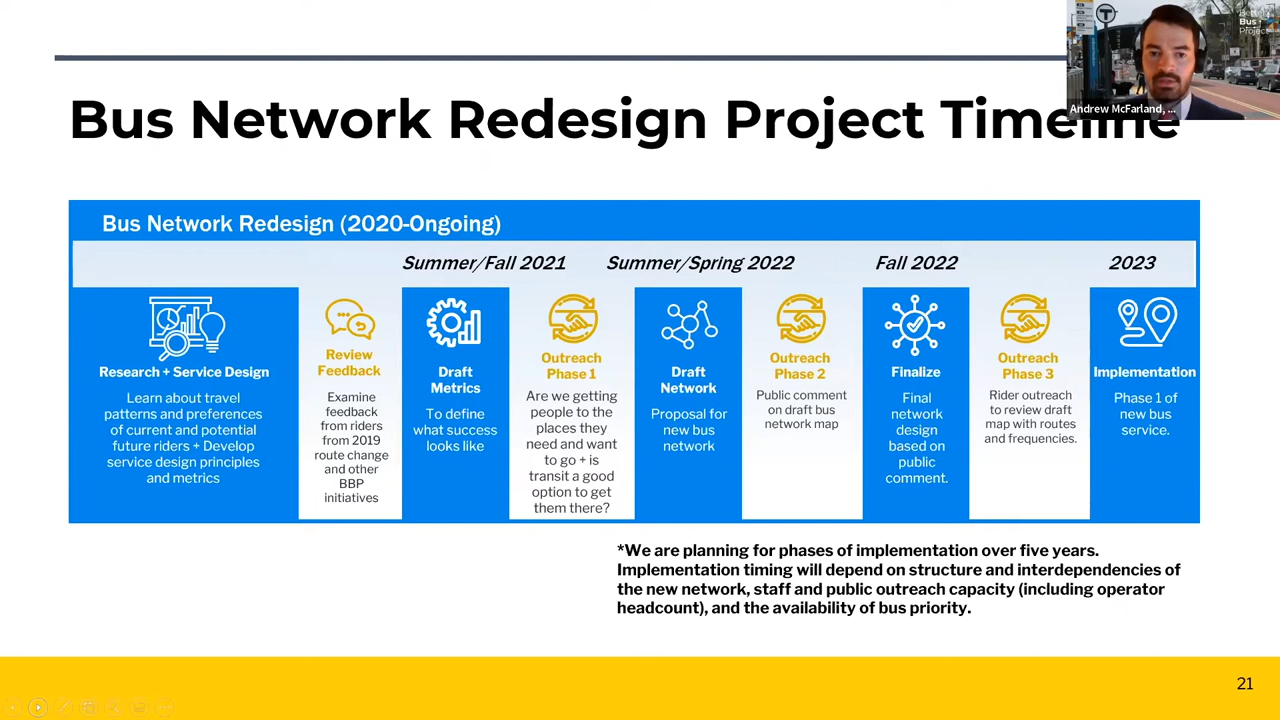 Better
Bus
Project
Andrew McFarland, ...
Bus Network Redesign Project Timeline
Bus Network Redesign (2020-Ongoing)
Summer/Fall 2021
Summer/Spring 2022
Fall 2022
2023
Research + Service Design
Learn about travel
patterns and preferences
of current and potential
future riders + Develop
service design principles
and metrics
Review
Feedback
Examine
feedback
from riders
from 2019
route change
and other
BBP
initiatives
Draft
Metrics
To define
what success
looks like
Outreach
Phase 1
Are we getting
people to the
places they
need and want
to go + is
transit a good
option to get
them there?
Draft
Network
Proposal for
new bus
network
Outreach
Phase 2
Public comment
on draft bus
network map
Finalize
Final
network
design
based on
public
comment.
Outreach
Phase 3
Rider outreach
to review draft
map with routes
and frequencies.
Implementation
Phase 1 of
new bus
service.
*We are planning for phases of implementation over five years.
Implementation timing will depend on structure and interdependencies of
the new network, staff and public outreach capacity (including operator
headcount), and the availability of bus priority.
21